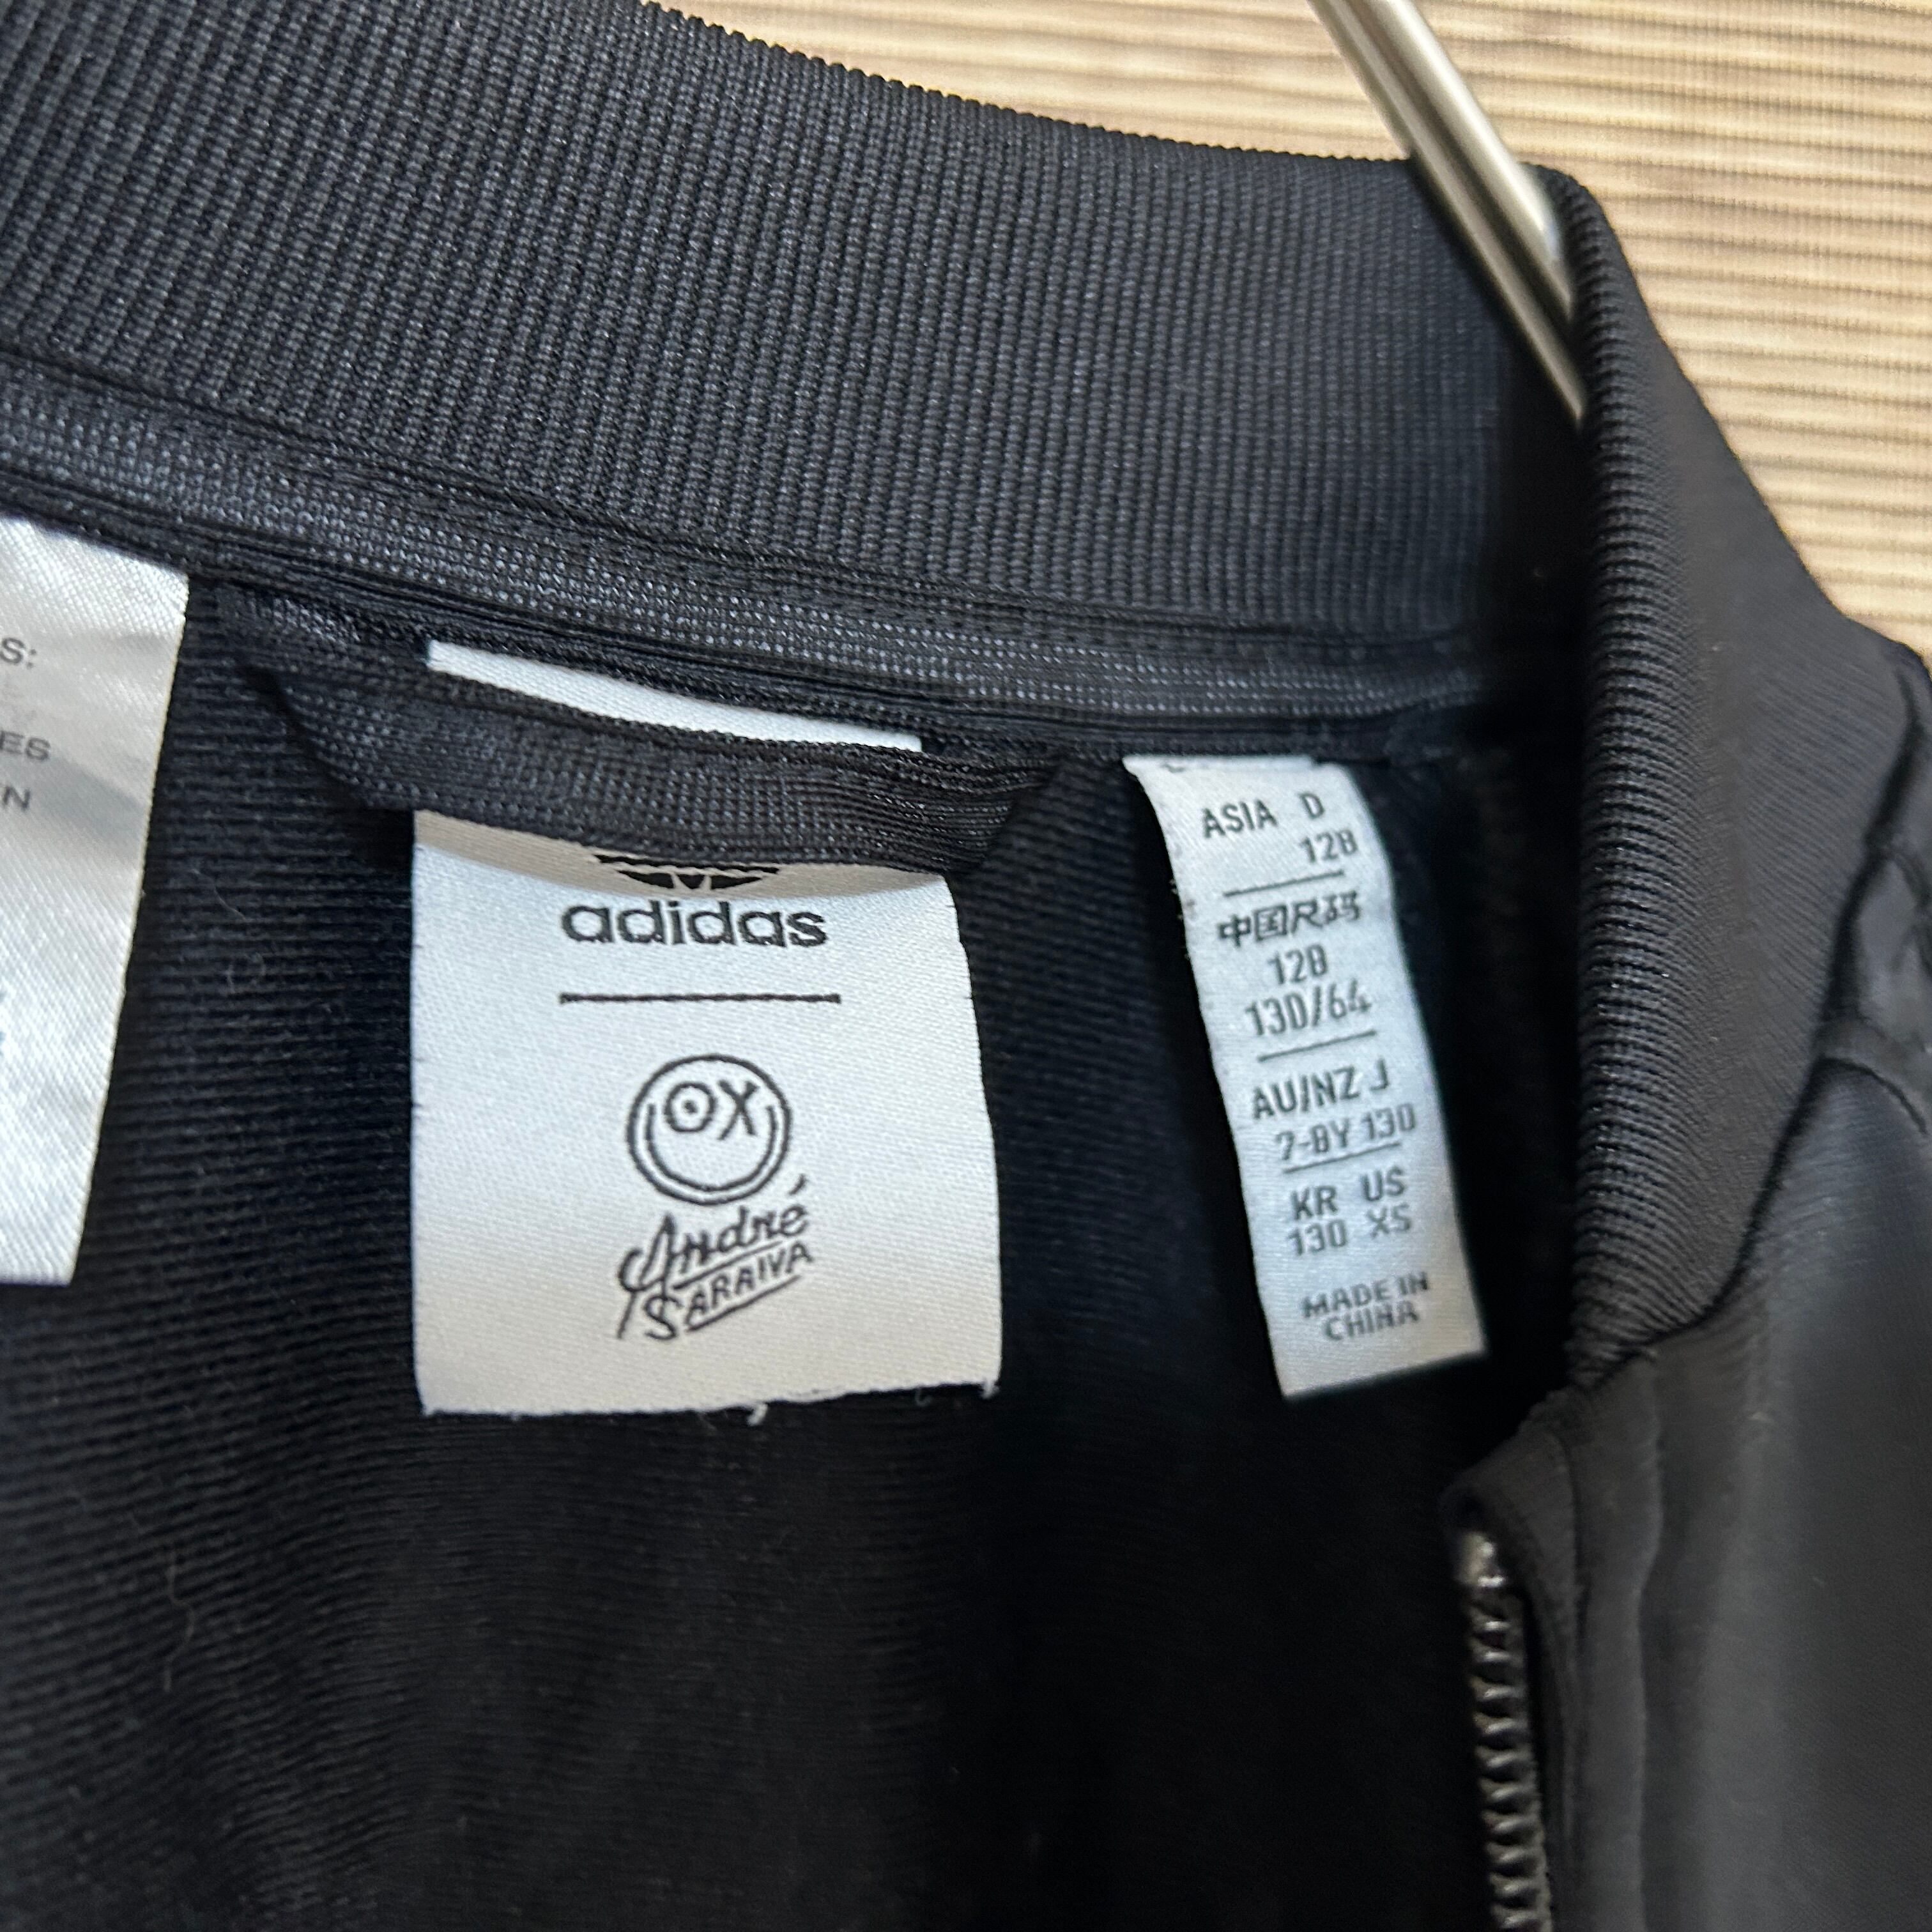 S:
ES
EN
adidas
OX
André
SARAIVA
ASIA D
128
中国尺码
128
130/64
AU/NZ J
7-8Y 130
KR US
130 XS
MADE IN
CHINA